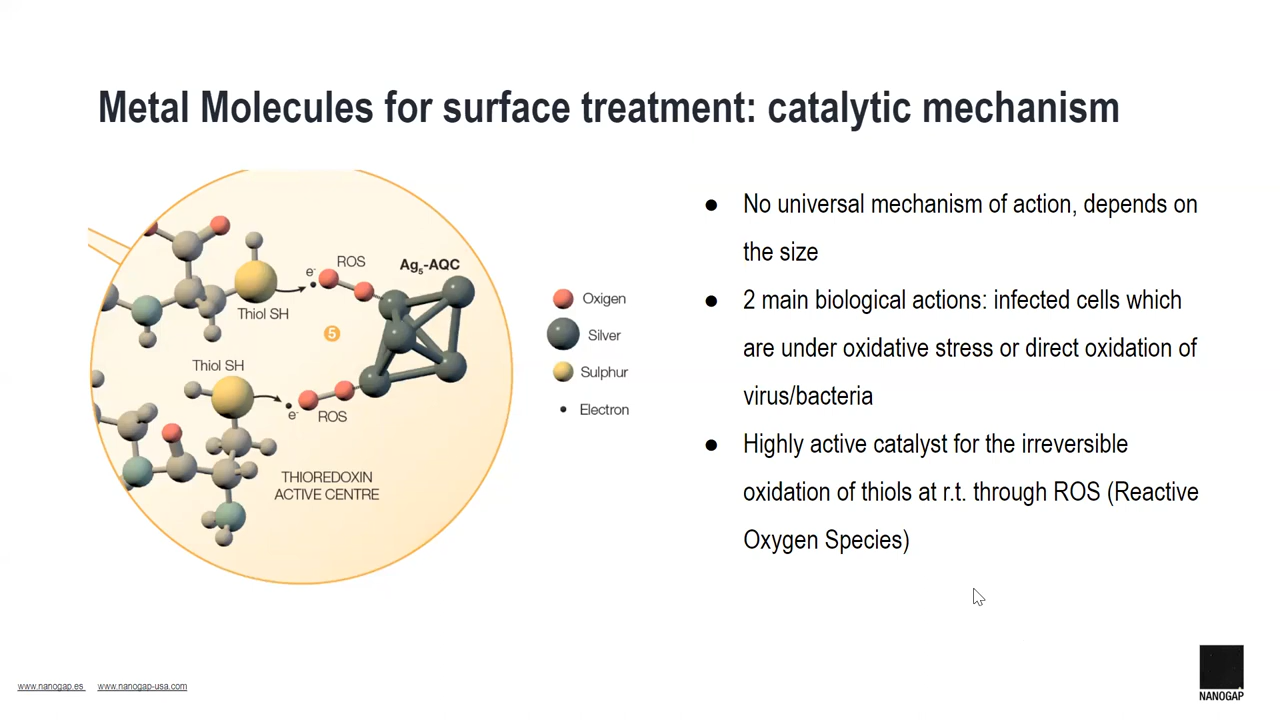 Metal Molecules for surface treatment: catalytic mechanism
ROS
e-
Ag5-AQC
Thiol SH
5
Thiol SH
e-
ROS
THIOREDOXIN
ACTIVE CENTRE
Oxigen
Silver
Sulphur
Electron
● No universal mechanism of action, depends on
the size
● 2 main biological actions: infected cells which
are under oxidative stress or direct oxidation of
virus/bacteria
● Highly active catalyst for the irreversible
oxidation of thiols at r.t. through ROS (Reactive
Oxygen Species)
www.nanogap.es www.nanogap-usa.com
NANOGAP